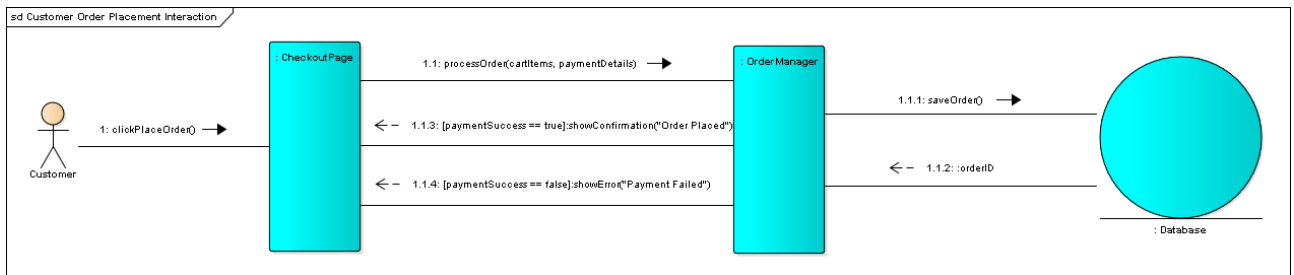 sd Customer Order Placement Interaction
: CheckoutPage
1.1: processOrder(cartItems, paymentDetails)
: OrderManager
1.1.1: saveOrder()
1: clickPlaceOrder()
1.1.3: [paymentSuccess == true]:showConfirmation("Order Placed")
1.1.2: :orderID
Customer
1.1.4: [paymentSuccess == false]:showError("Payment Failed")
: Database